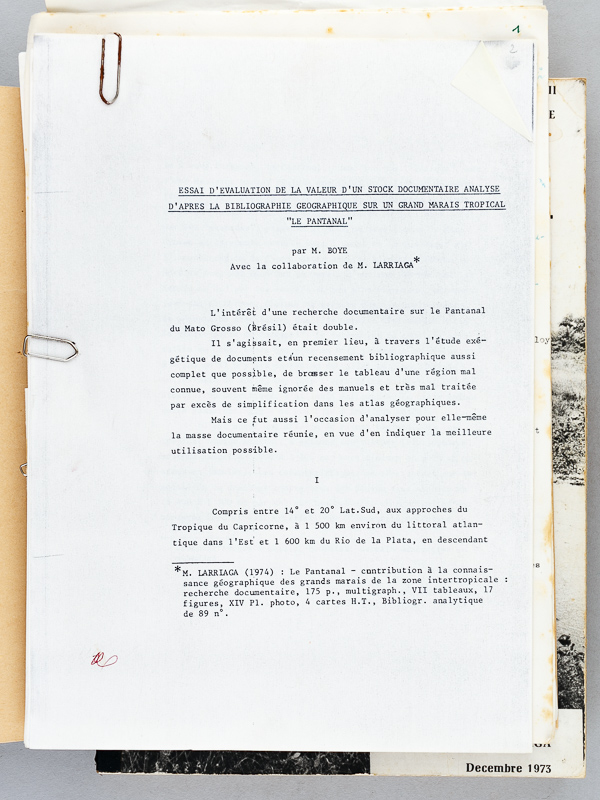 1
2
II
E
ESSAI D'EVALUATION DE LA VALEUR D'UN STOCK DOCUMENTAIRE ANALYSE
D'APRES LA BIBLIOGRAPHIE GEOGRAPHIQUE SUR UN GRAND MARAIS TROPICAL
"LE PANTANAL"
par M. BOYE
Avec la collaboration de M. LARRIAGA*
L'intérêt d'une recherche documentaire sur le Pantanal
du Mato Grosso (Brésil) était double.
Il s'agissait, en premier lieu, à travers l'étude exé-
gétique de documents et un recensement bibliographique aussi
complet que possible, de brosser le tableau d'une région mal
connue, souvent même ignorée des manuels et très mal traitée
par excès de simplification dans les atlas géographiques.
Mais ce fut aussi l'occasion d'analyser pour elle-même
la masse documentaire réunie, en vue d'en indiquer la meilleure
utilisation possible.
I
Compris entre 14° et 20° Lat.Sud, aux approches du
Tropique du Capricorne, à 1 500 km environ du littoral atlan-
tique dans l'Est et 1 600 km du Rio de la Plata, en descendant
*M. LARRIAGA (1974) : Le Pantanal - contribution à la connais-
sance géographique des grands marais de la zone intertropicale :
recherche documentaire, 175 p., multigraph., VII tableaux, 17
figures, XIV Pl. photo, 4 cartes H.T., Bibliogr. analytique
de 89 n°.
GA
Decembre 1973